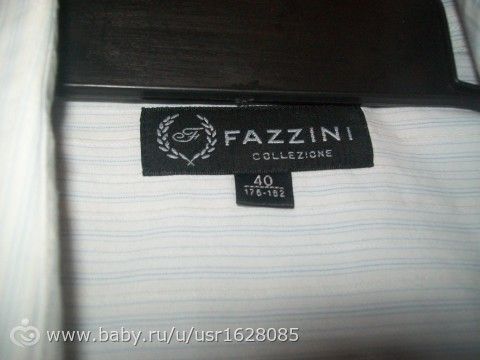 F FAZZINI
COLLEZIONE
40
176-182
www.baby.ru/u/usr1628085